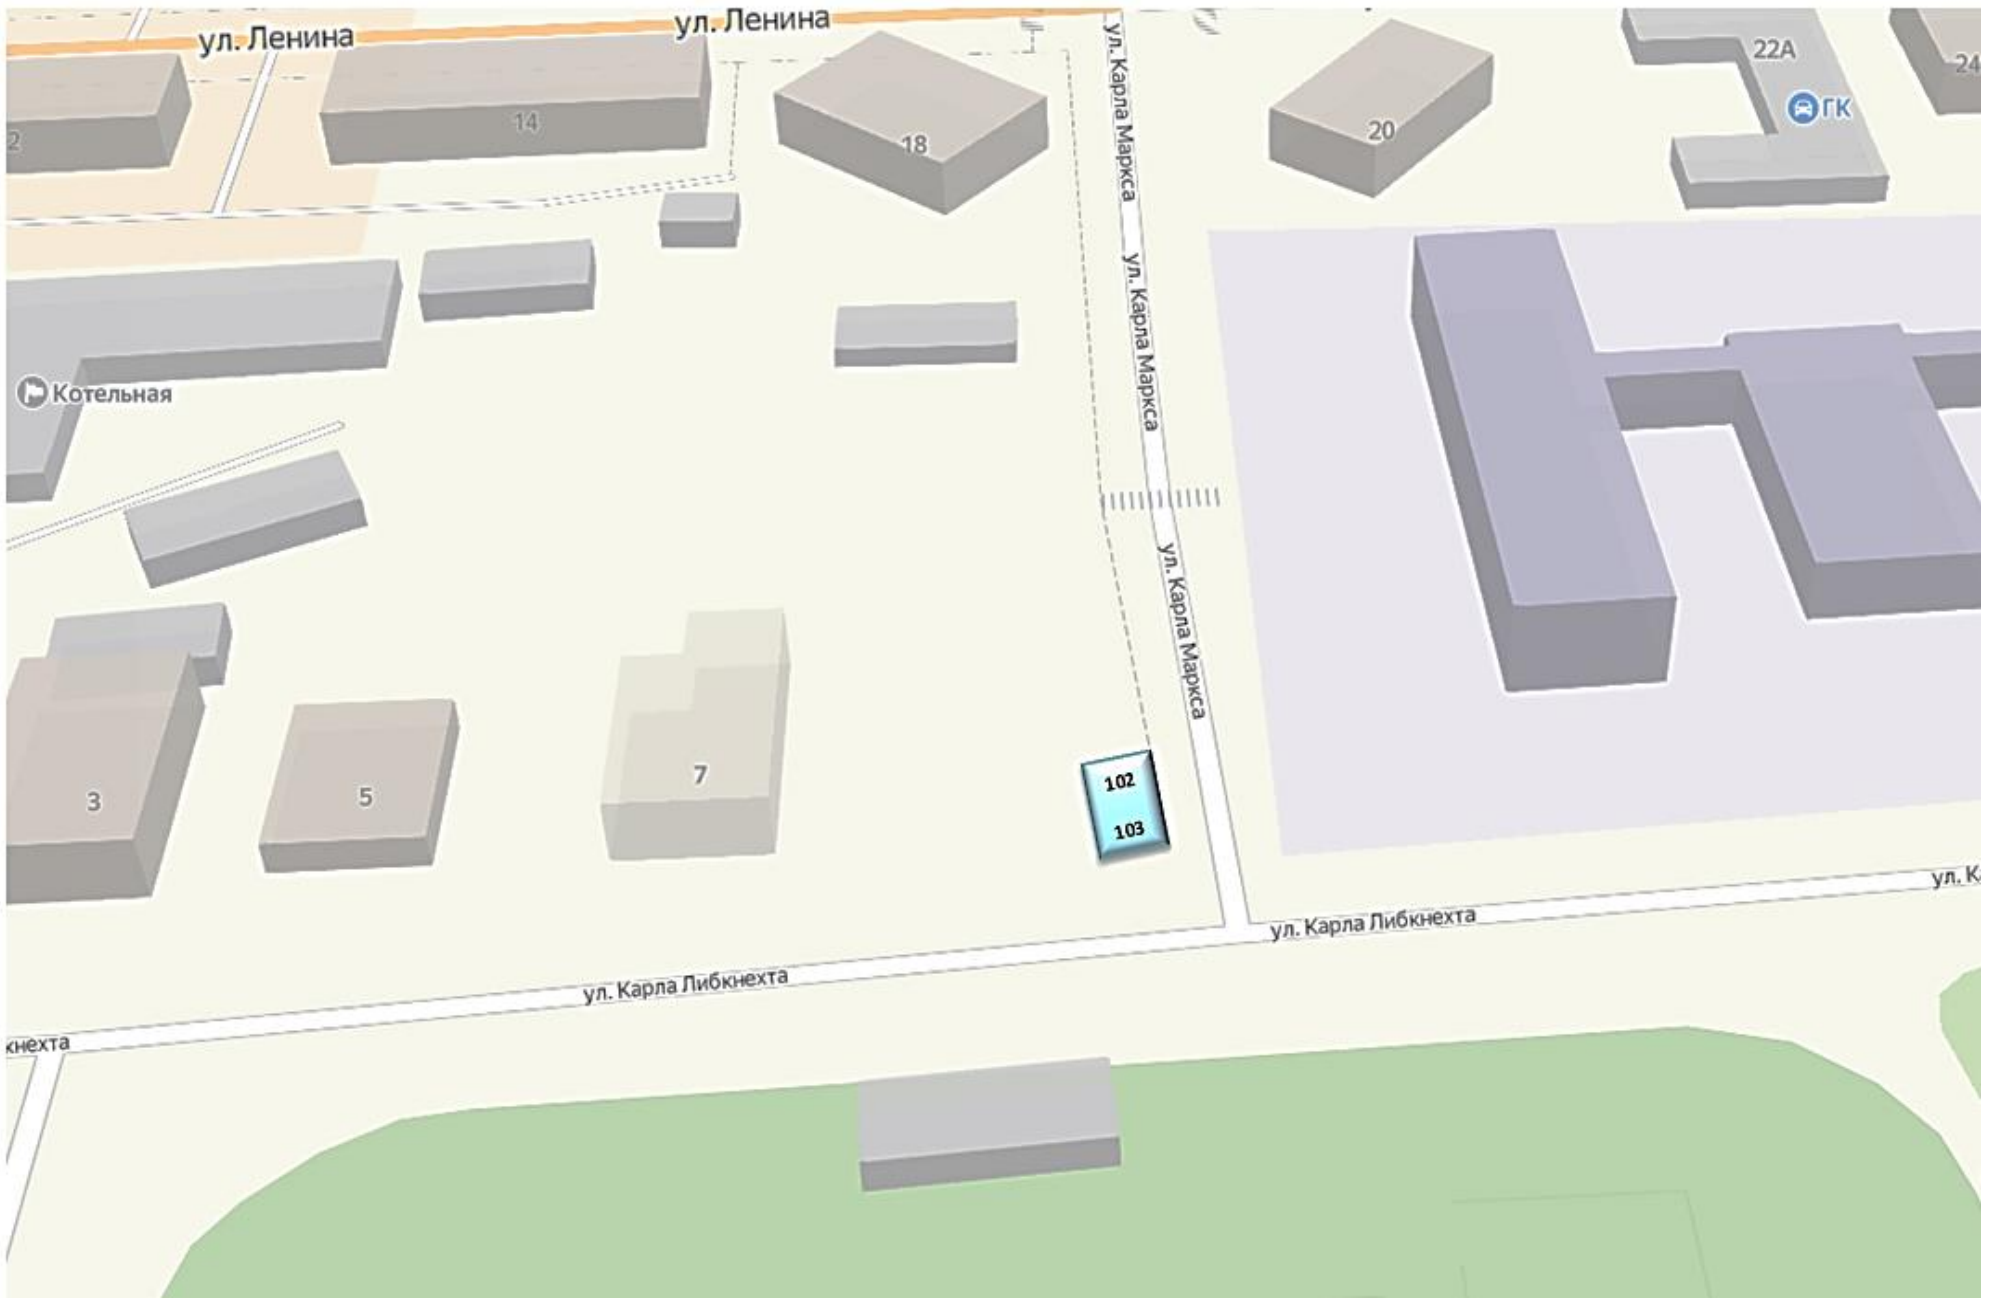 ул. Ленина
ул. Ленина
22А
24
ГК
2
14
18
20
ул. Карла Маркса
ул. Карла Маркса
Котельная
ул. Карла Маркса
3
5
7
102
103
ул. К
ул. Карла Либкнехта
ул. Карла Либкнехта
кнехта